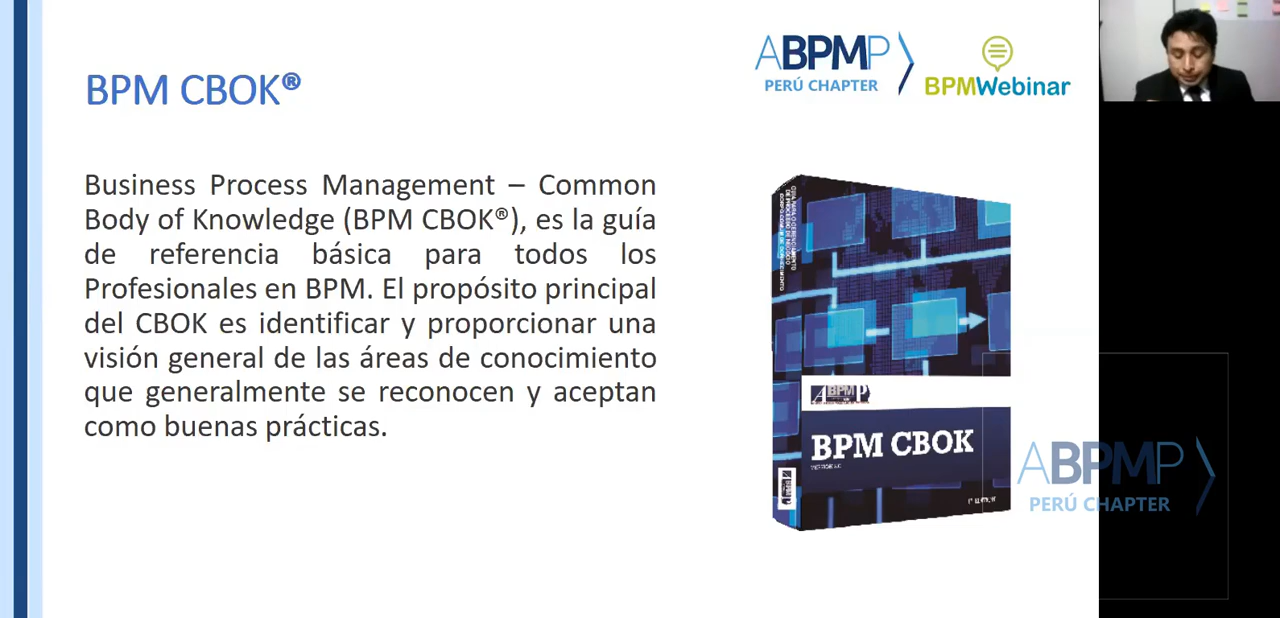 BPM CBOK®
ABPMP
PERÚ CHAPTER
BPMWebinar
Business Process Management – Common
Body of Knowledge (BPM CBOK®), es la guía
de referencia básica para todos los
Profesionales en BPM. El propósito principal
del CBOK es identificar y proporcionar una
visión general de las áreas de conocimiento
que generalmente se reconocen y aceptan
como buenas prácticas.
ABPMP
BPM CBOK
ABPMP
PERÚ CHAPTER